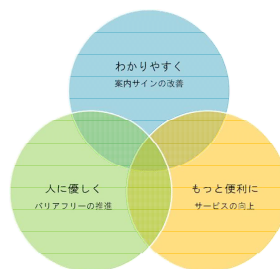 わかりやすく
案内サインの改善
人に優しく
バリアフリーの推進
もっと便利に
サービスの向上